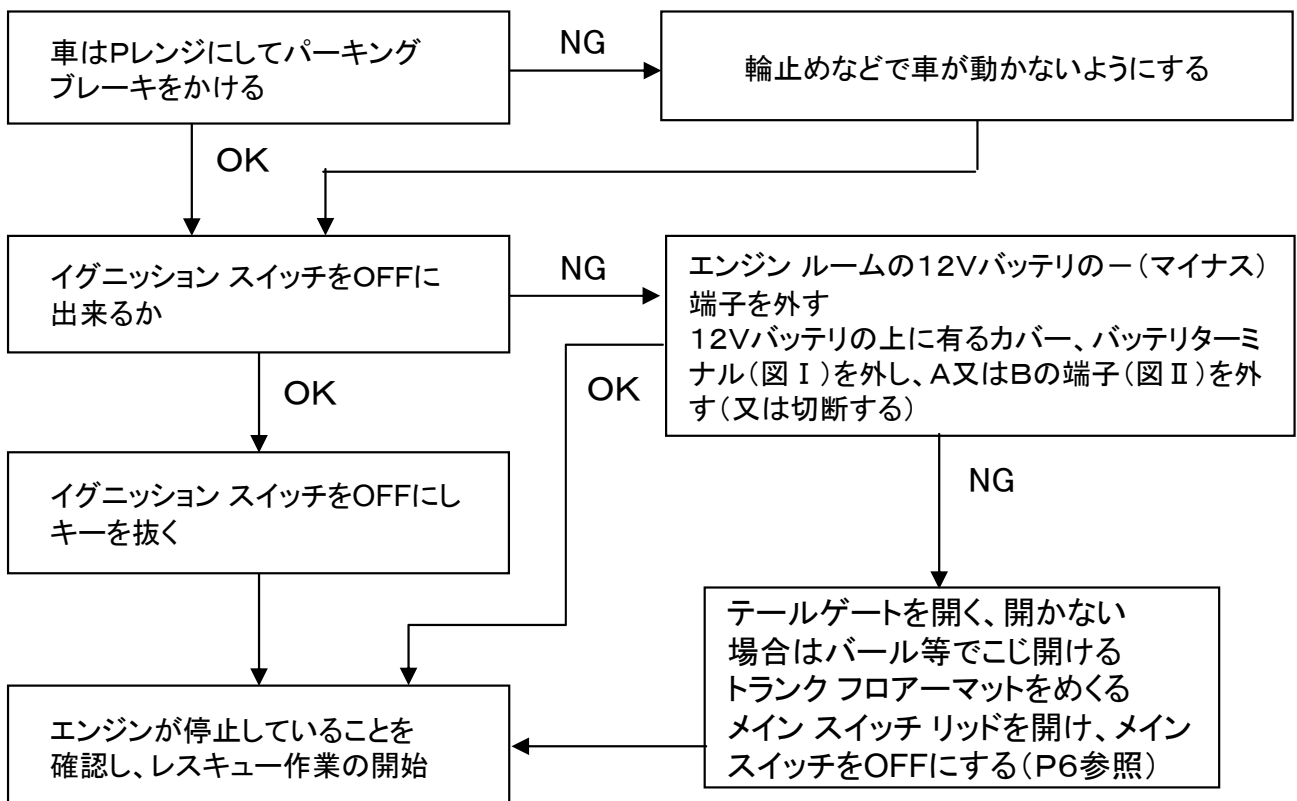 車はPレンジにしてパーキング
ブレーキをかける
NG
輪止めなどで車が動かないようにする
OK
イグニッション スイッチをOFFに
出来るか
NG
エンジン ルームの12Vバッテリの－(マイナス)
端子を外す
12Vバッテリの上に有るカバー、バッテリターミ
ナル(図Ⅰ)を外し、A又はBの端子(図Ⅱ)を外
す(又は切断する)
OK
OK
NG
イグニッション スイッチをOFFにし
キーを抜く
テールゲートを開く、開かない
場合はバール等でこじ開ける
トランク フロアーマットをめくる
メイン スイッチ リッドを開け、メイン
スイッチをOFFにする(P6参照)
エンジンが停止していることを
確認し、レスキュー作業の開始